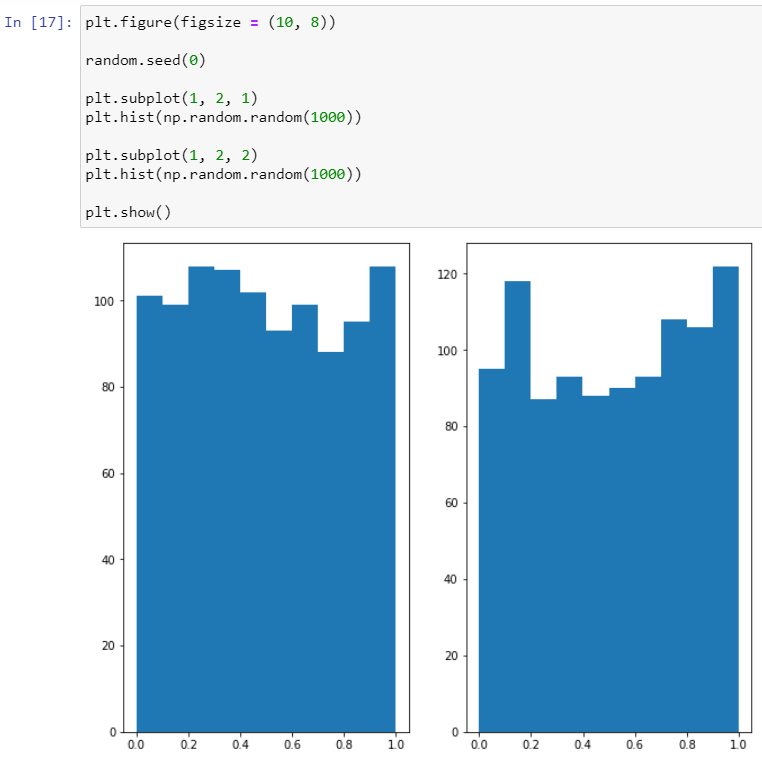 In [17]: plt.figure(figsize = (10, 8))
random.seed(0)
plt.subplot(1, 2, 1)
plt.hist(np.random.random(1000))
plt.subplot(1, 2, 2)
plt.hist(np.random.random(1000))
plt.show()
100
80
60
40
20
0
0.0 0.2 0.4 0.6 0.8 1.0
120
100
80
60
40
20
0
0.0 0.2 0.4 0.6 0.8 1.0